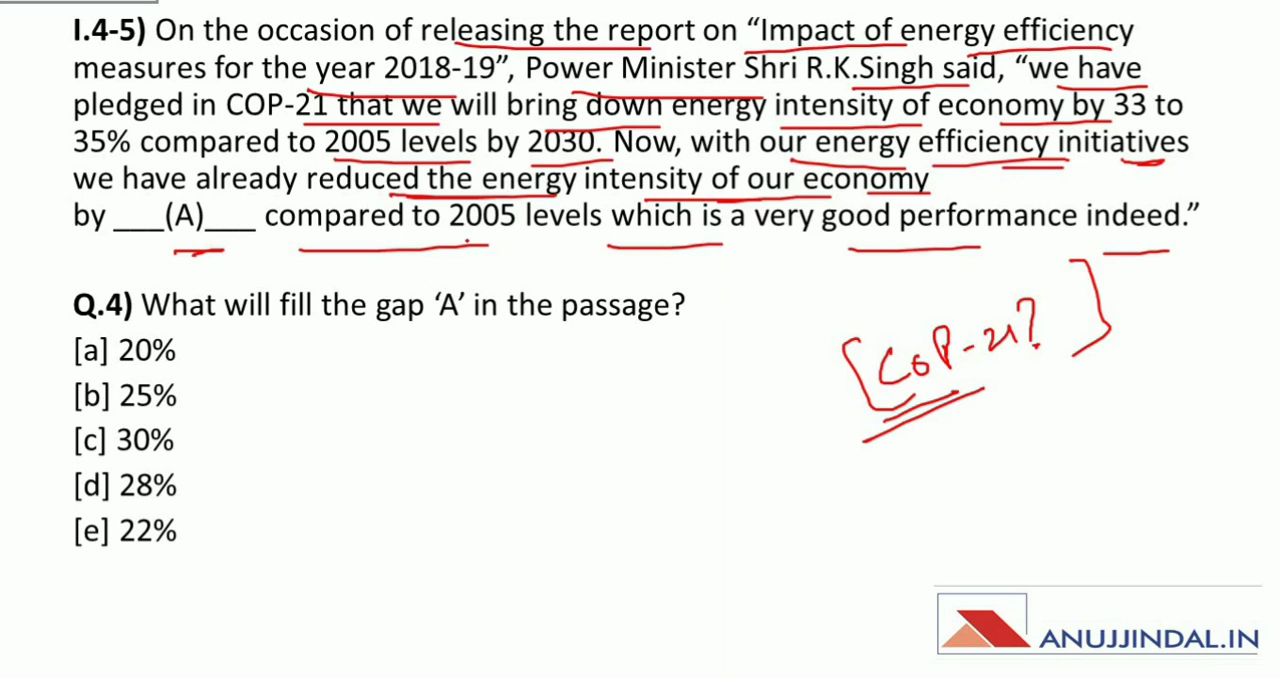 I.4-5) On the occasion of releasing the report on “Impact of energy efficiency
measures for the year 2018-19”, Power Minister Shri R.K.Singh said, “we have
pledged in COP-21 that we will bring down energy intensity of economy by 33 to
35% compared to 2005 levels by 2030. Now, with our energy efficiency initiatives
we have already reduced the energy intensity of our economy
by ___(A)___ compared to 2005 levels which is a very good performance indeed.”
Q.4) What will fill the gap ‘A’ in the passage?
[a] 20%
[b] 25%
[c] 30%
[d] 28%
[e] 22%
[COP-21? ]
ANUJJINDAL.IN